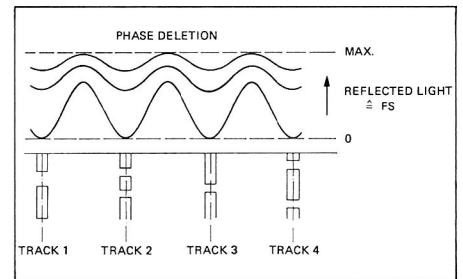 PHASE DELETION
MAX.
REFLECTED LIGHT
≙ FS
0
TRACK 1 TRACK 2 TRACK 3 TRACK 4